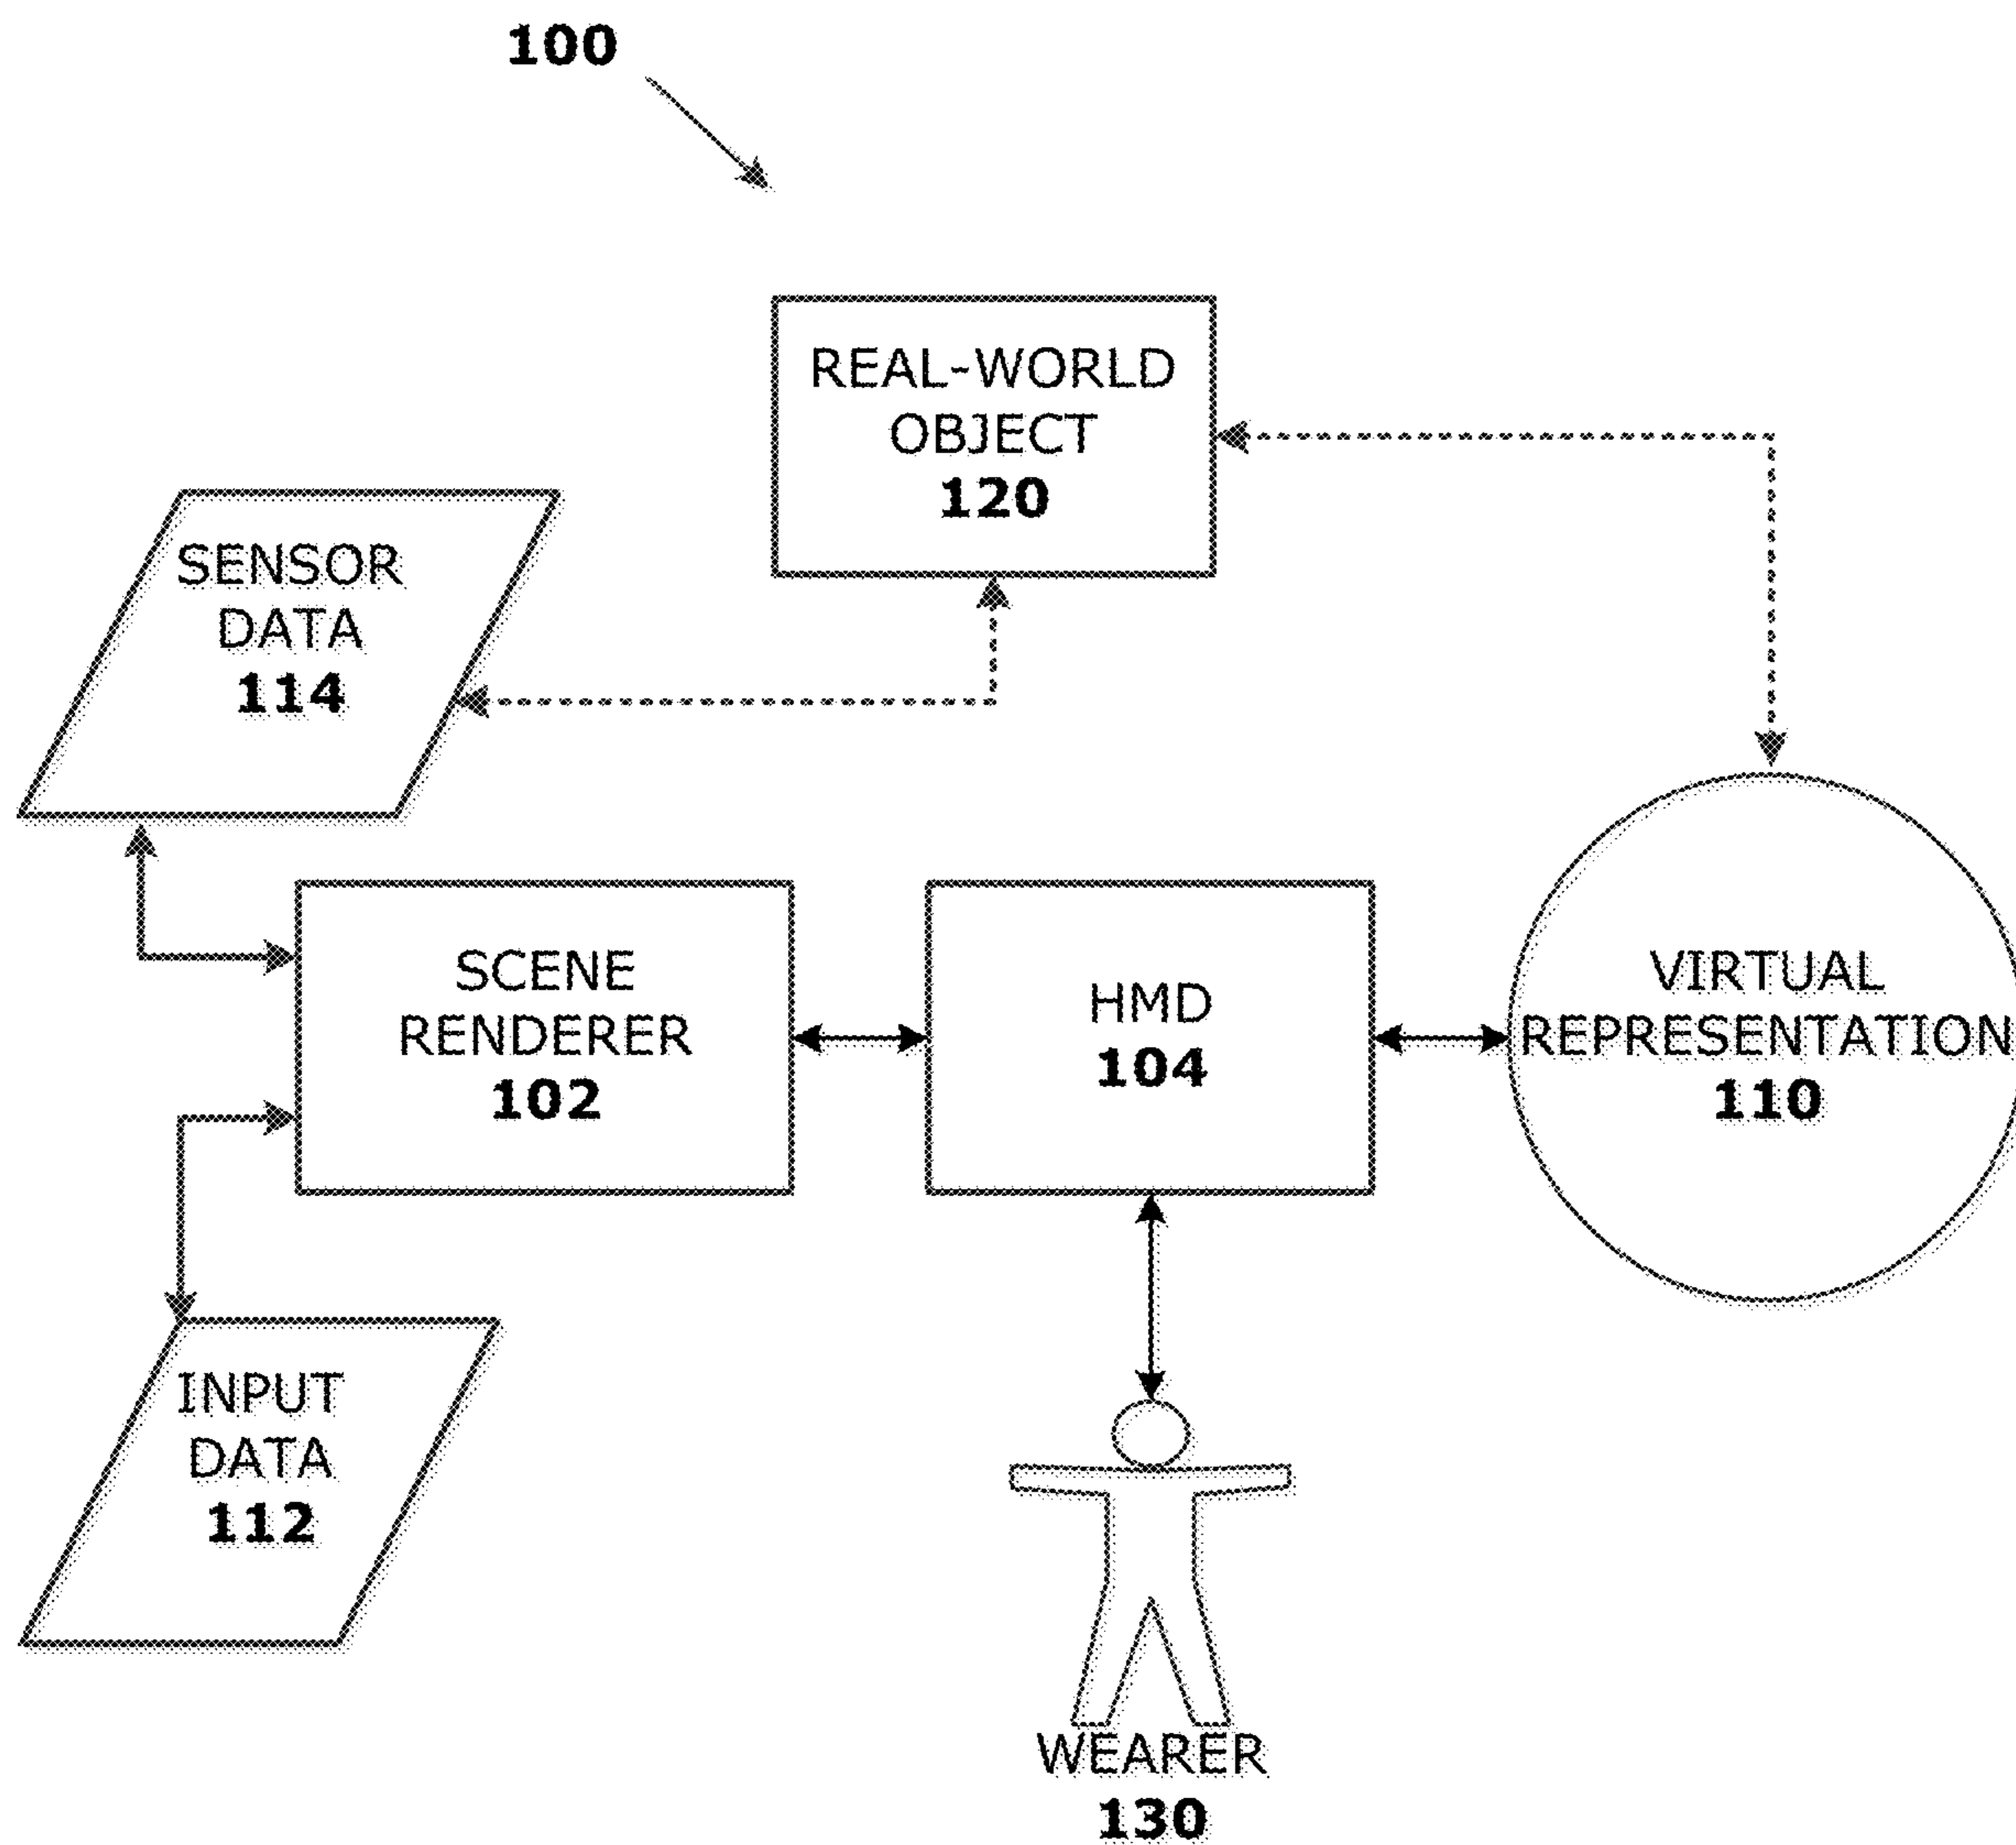 100
REAL-WORLD
OBJECT
120
SENSOR
DATA
114
SCENE
RENDERER
102
HMD
104
VIRTUAL
REPRESENTATION
110
INPUT
DATA
112
WEARER
130